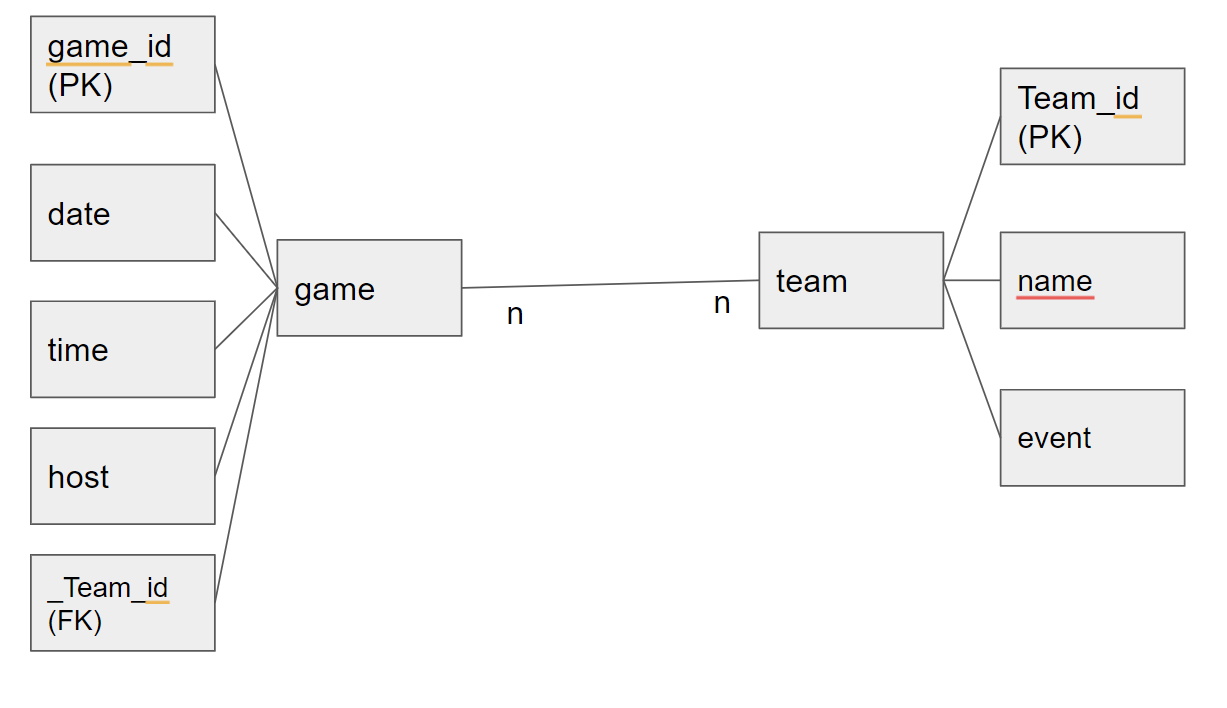 game_id
(PK)
date
time
host
_Team_id
(FK)
game
n
n
team
Team_id
(PK)
name
event